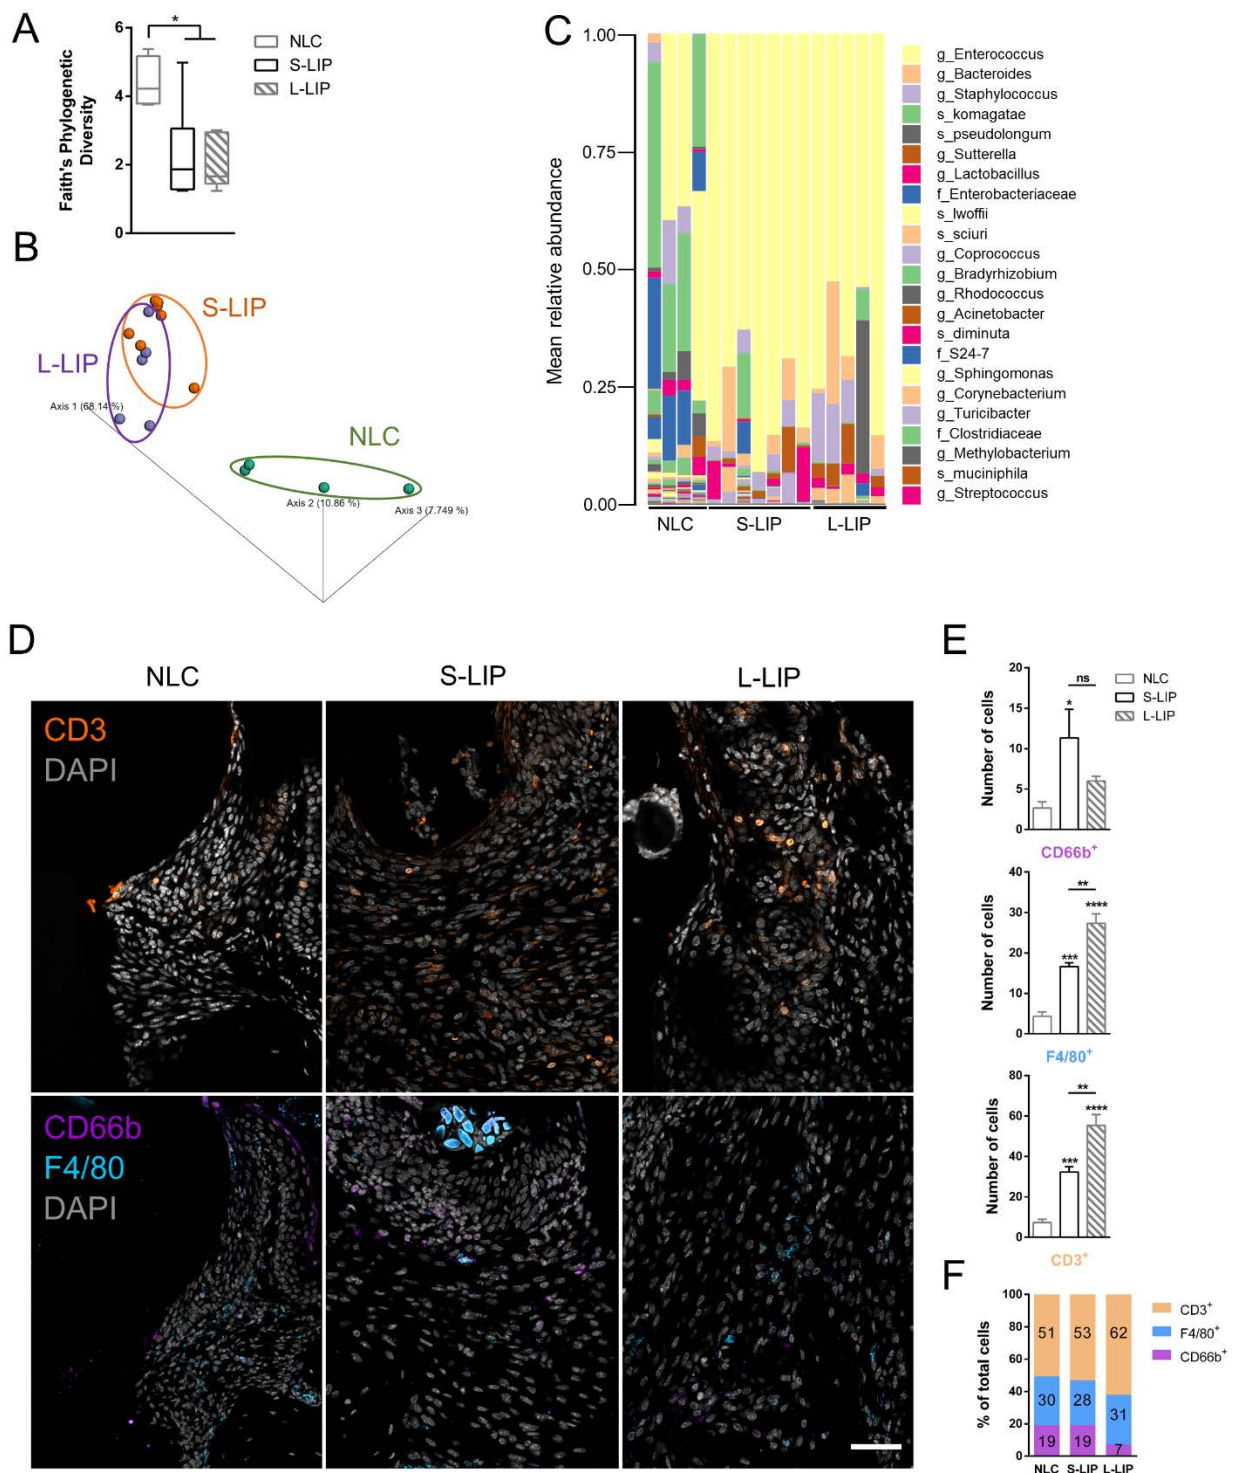 A
6
4
2
0
Faith's Phylogenetic
Diversity
*
NLC
S-LIP
L-LIP
B
S-LIP
L-LIP
NLC
Axis 1 (68.14 %)
Axis 2 (10.86 %)
Axis 3 (7.749 %)
C
Mean relative abundance
1.00
0.75
0.50
0.25
0.00
NLC
S-LIP
L-LIP
g_Enterococcus
g_Bacteroides
g_Staphylococcus
s_komagatae
s_pseudolongum
g_Sutterella
g_Lactobacillus
f_Enterobacteriaceae
s_lwoffii
s_sciuri
g_Coprococcus
g_Bradyrhizobium
g_Rhodococcus
g_Acinetobacter
s_diminuta
f_S24-7
g_Sphingomonas
g_Corynebacterium
g_Turicibacter
f_Clostridiaceae
g_Methylobacterium
s_muciniphila
g_Streptococcus
D
NLC
S-LIP
L-LIP
CD3
DAPI
CD66b
F4/80
DAPI
E
Number of cells
20
15
10
5
0
*
ns
NLC
S-LIP
L-LIP
CD66b+
Number of cells
40
30
20
10
0
***
**
****
F4/80+
Number of cells
80
60
40
20
0
***
**
****
CD3+
F
% of total cells
100
80
60
40
20
0
51
53
62
30
28
31
19
19
7
NLC
S-LIP
L-LIP
CD3+
F4/80+
CD66b+